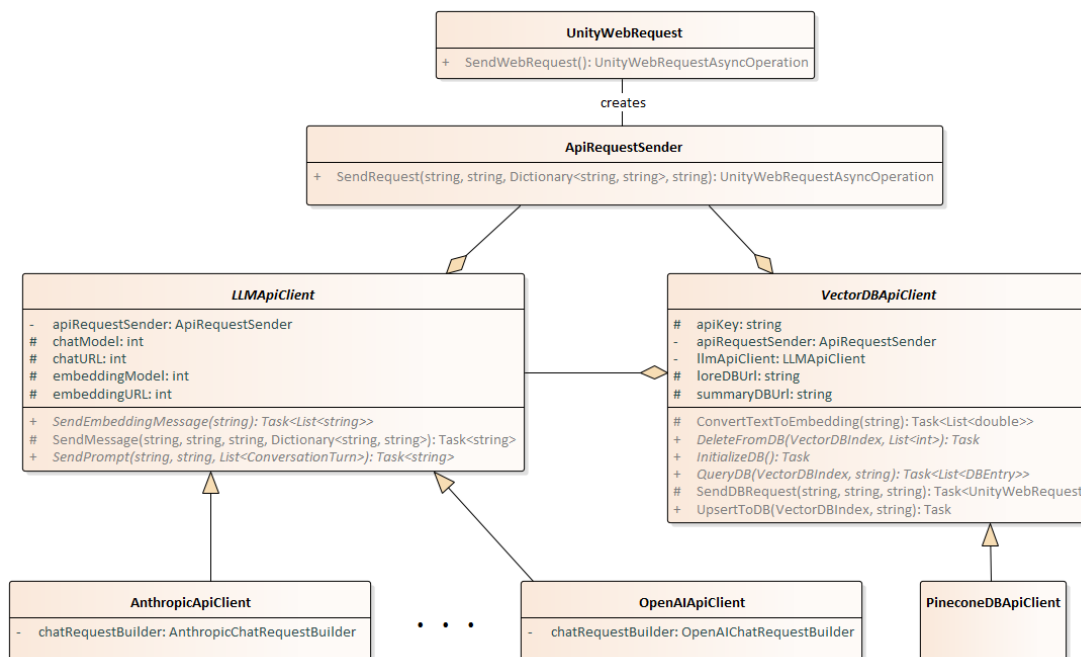 UnityWebRequest
+ SendWebRequest(): UnityWebRequestAsyncOperation
creates
ApiRequestSender
+ SendRequest(string, string, Dictionary<string, string>, string): UnityWebRequestAsyncOperation
LLMApiClient
- apiRequestSender: ApiRequestSender
# chatModel: int
# chatURL: int
# embeddingModel: int
# embeddingURL: int
+ SendEmbeddingMessage(string): Task<List<string>>
# SendMessage(string, string, string, Dictionary<string, string>): Task<string>
+ SendPrompt(string, string, List<ConversationTurn>): Task<string>
VectorDBApiClient
# apiKey: string
- apiRequestSender: ApiRequestSender
- llmApiClient: LLMApiClient
# loreDBUrl: string
# summaryDBUrl: string
# ConvertTextToEmbedding(string): Task<List<double>>
+ DeleteFromDB(VectorDBIndex, List<int>): Task
+ InitializeDB(): Task
+ QueryDB(VectorDBIndex, string): Task<List<DBEntry>>
# SendDBRequest(string, string, string): Task<UnityWebRequest
+ UpsertToDB(VectorDBIndex, string): Task
AnthropicApiClient
- chatRequestBuilder: AnthropicChatRequestBuilder
• • •
OpenAIApiClient
- chatRequestBuilder: OpenAIChatRequestBuilder
PineconeDBApiClient